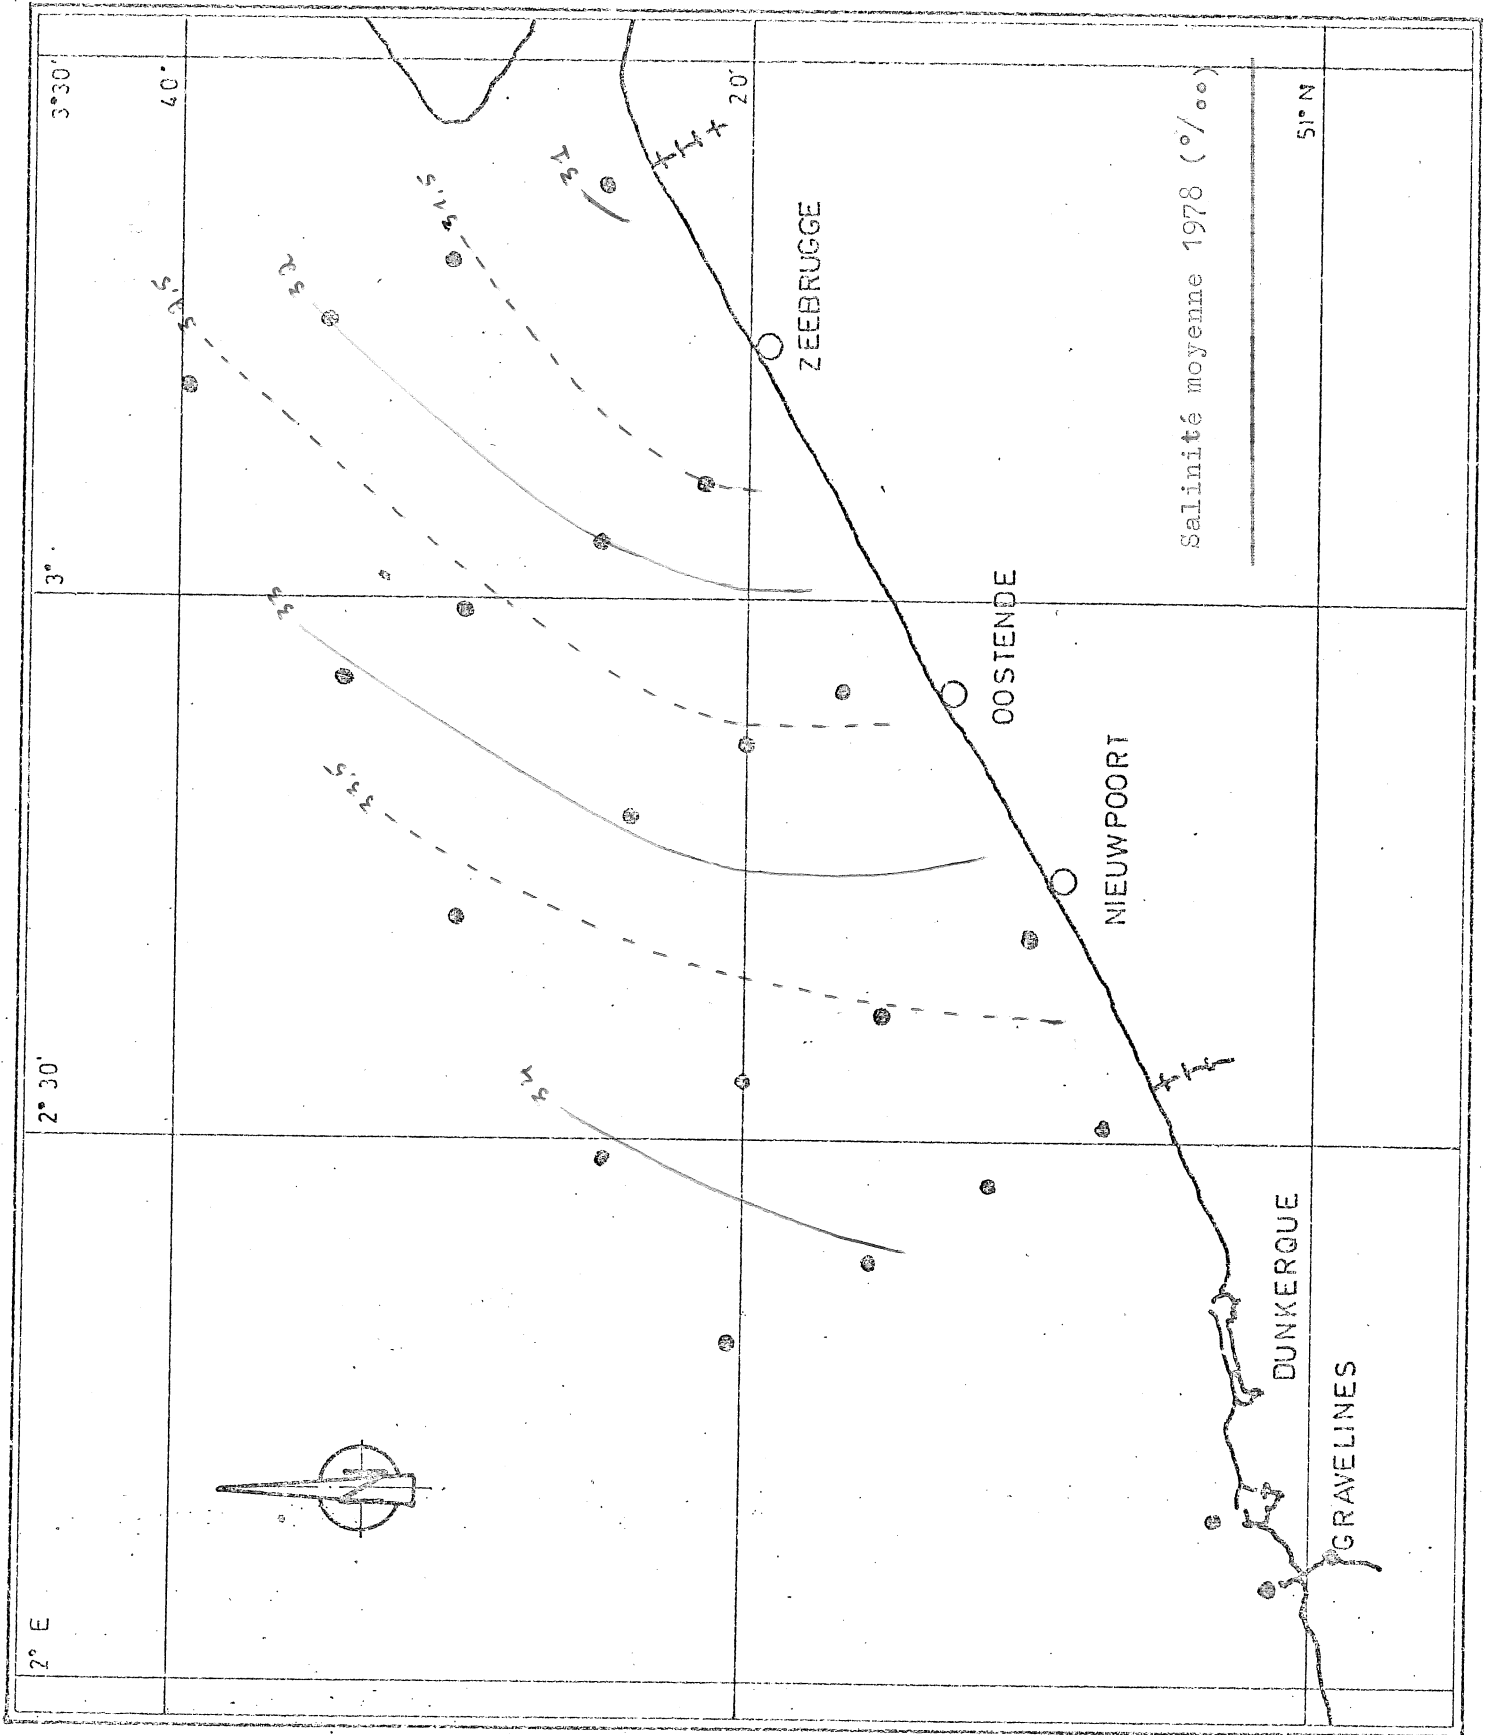 2° E
2° 30'
3°
3°30'
40'
20'
51° N
34
33,5
33
32,5
32
31,5
31
ZEEBRUGGE
OOSTENDE
NIEUWPOORT
DUNKERQUE
GRAVELINES
Salinité moyenne 1978 (°/∘∘)